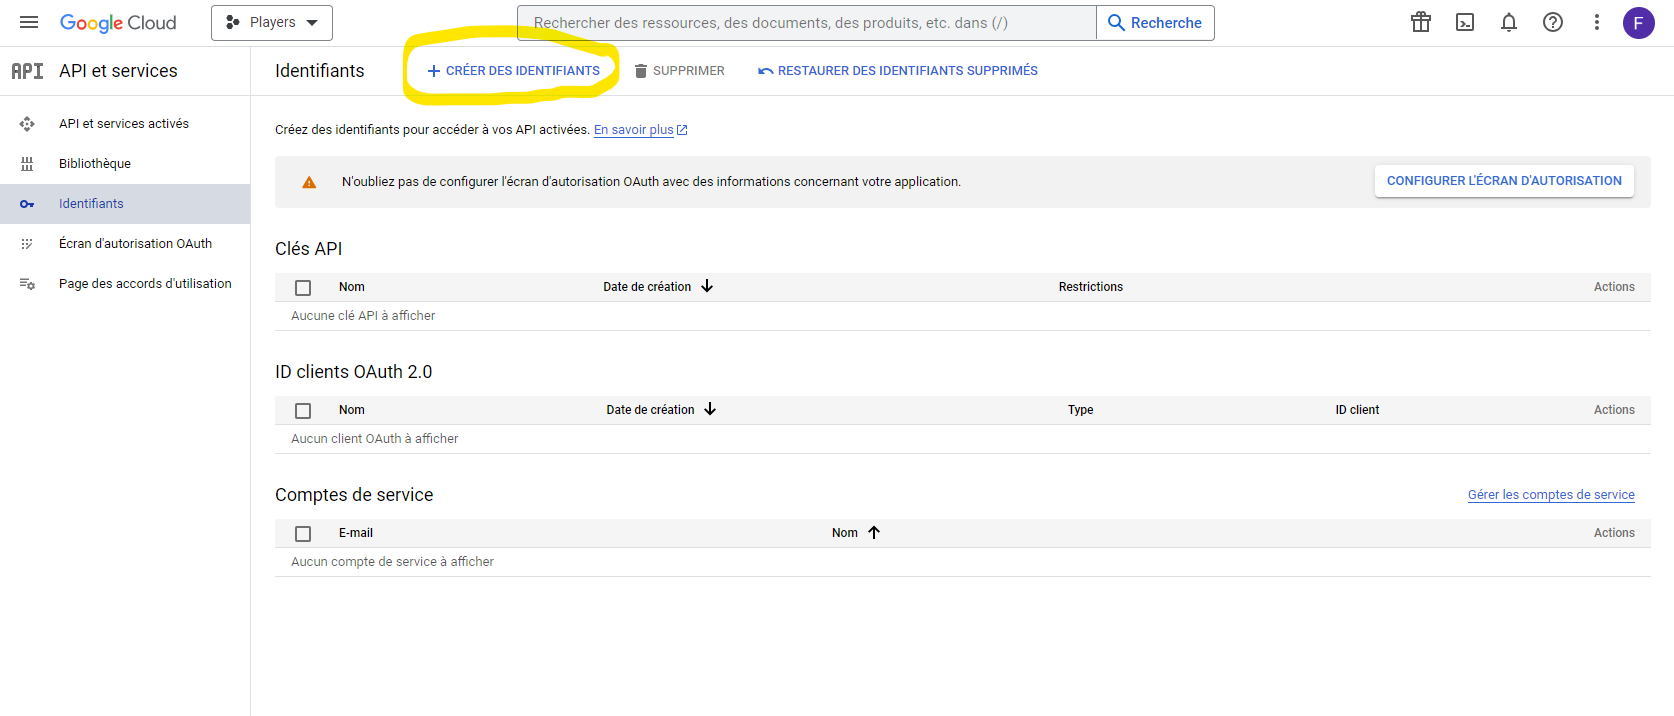 Google Cloud
Players
Rechercher des ressources, des documents, des produits, etc. dans (/)
Recherche
F
API
API et services
Identifiants
CRÉER DES IDENTIFIANTS
SUPPRIMER
RESTAURER DES IDENTIFIANTS SUPPRIMÉS
API et services activés
Bibliothèque
Identifiants
Écran d'autorisation OAuth
Page des accords d'utilisation
Créez des identifiants pour accéder à vos API activées. En savoir plus
N'oubliez pas de configurer l'écran d'autorisation OAuth avec des informations concernant votre application.
CONFIGURER L'ÉCRAN D'AUTORISATION
Clés API
Nom Date de création Restrictions Actions
Aucune clé API à afficher
ID clients OAuth 2.0
Nom Date de création Type ID client Actions
Aucun client OAuth à afficher
Comptes de service
Gérer les comptes de service
E-mail Nom Actions
Aucun compte de service à afficher